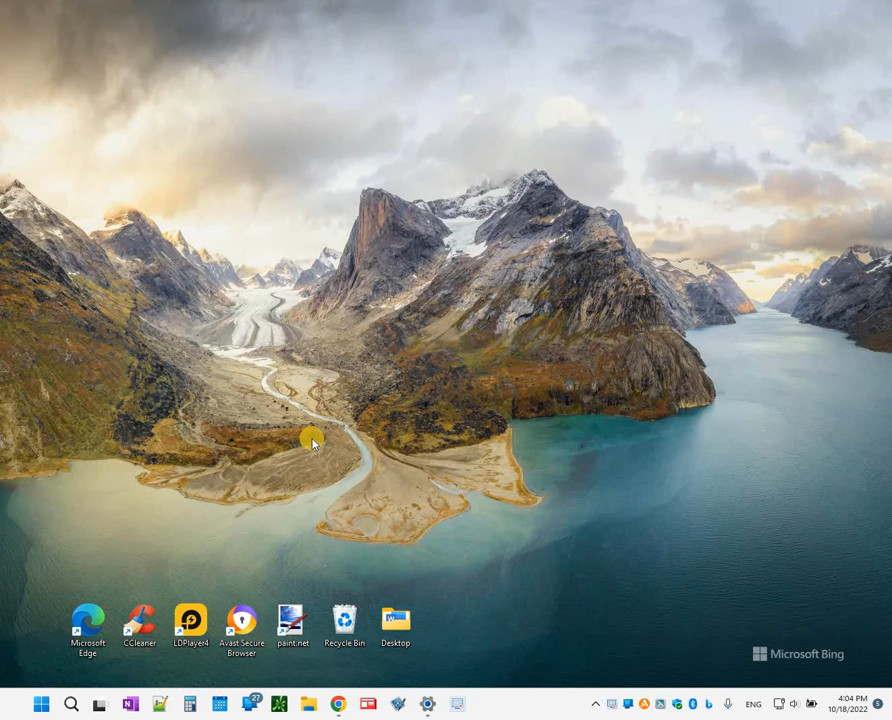 Microsoft
Edge
CCleaner
LDPlayer4
Avast Secure
Browser
paint.net
Recycle Bin
Desktop
Microsoft Bing
27
ENG
4:04 PM
10/18/2022
5